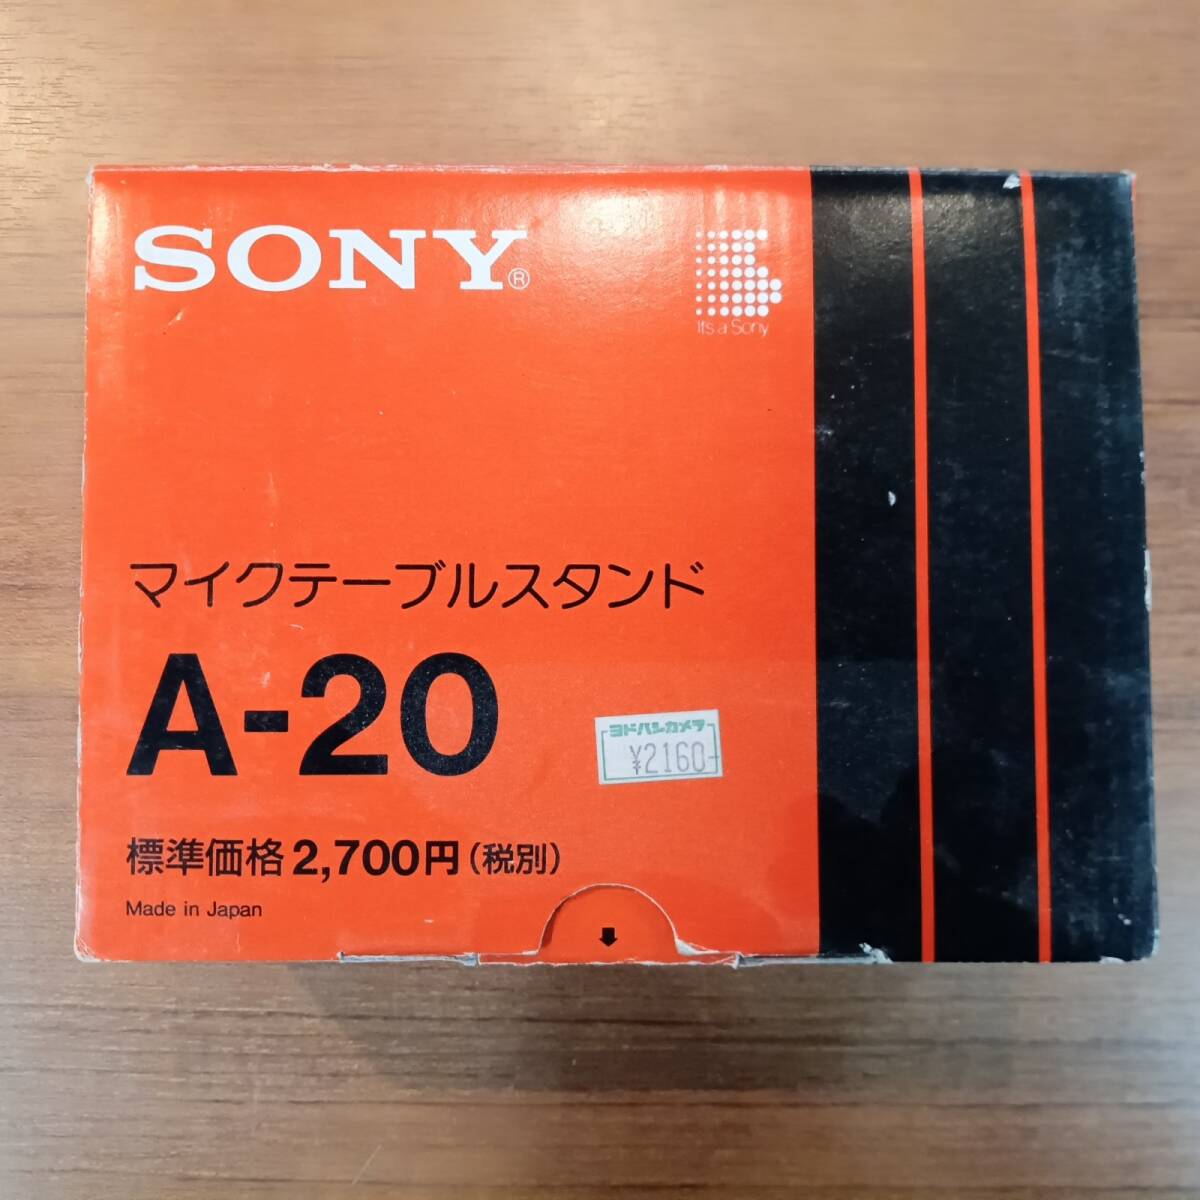 SONY®
It's a Sony
マイクテーブルスタンド
A-20
ヨドバシカメラ
¥2160
標準価格2,700円(税別)
Made in Japan